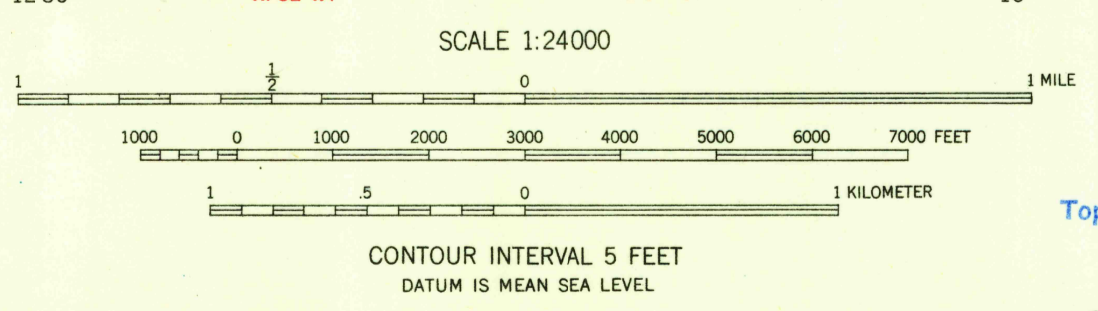 SCALE 1:24000
1 1/2 0 1 MILE
1000 0 1000 2000 3000 4000 5000 6000 7000 FEET
1 .5 0 1 KILOMETER
CONTOUR INTERVAL 5 FEET
DATUM IS MEAN SEA LEVEL